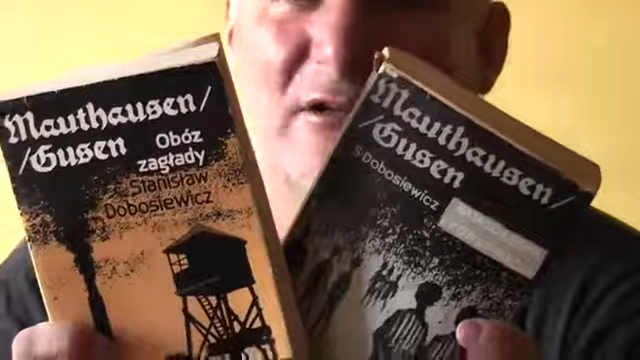 Mauthausen/
/Gusen
Obóz
zagłady
Stanisław
Dobosiewicz
Mauthausen/
/Gusen
S Dobosiewicz